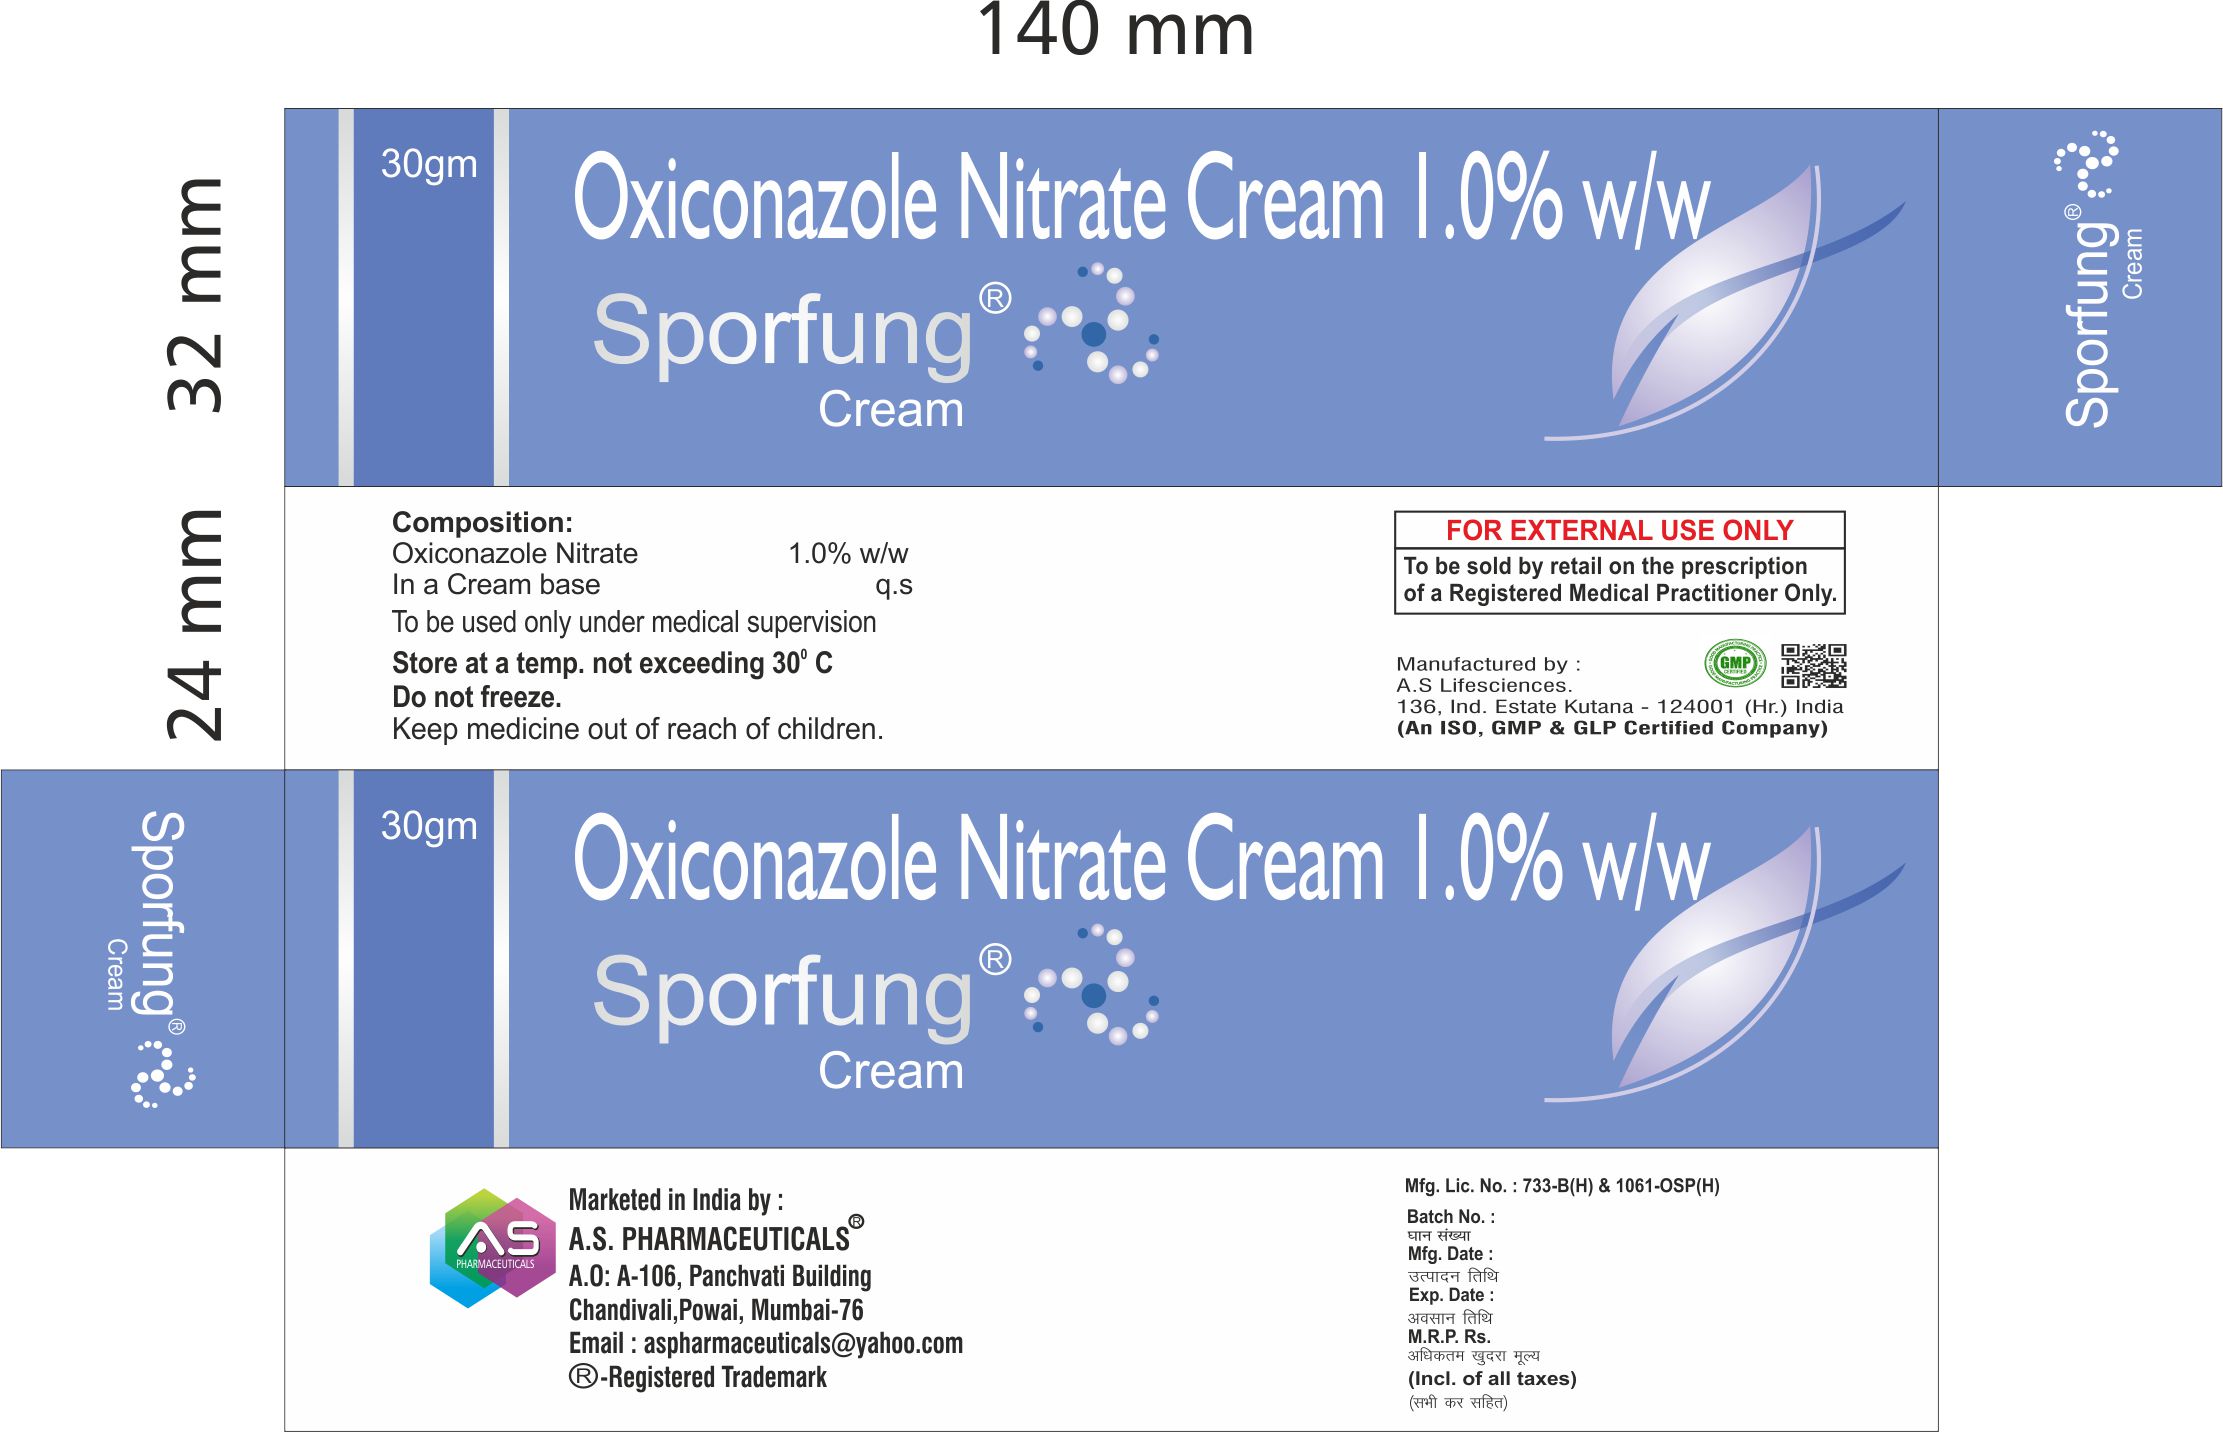 140 mm
32 mm
24 mm
30gm
Oxiconazole Nitrate Cream 1.0% w/w
Sporfung®
Cream
Sporfung®
Cream
Composition:
Oxiconazole Nitrate 1.0% w/w
In a Cream base q.s
To be used only under medical supervision
Store at a temp. not exceeding 30⁰ C
Do not freeze.
Keep medicine out of reach of children.
FOR EXTERNAL USE ONLY
To be sold by retail on the prescription
of a Registered Medical Practitioner Only.
GMP
CERTIFIED
Manufactured by :
A.S Lifesciences.
136, Ind. Estate Kutana - 124001 (Hr.) India
(An ISO, GMP & GLP Certified Company)
Sporfung®
Cream
30gm
Oxiconazole Nitrate Cream 1.0% w/w
Sporfung®
Cream
AS
PHARMACEUTICALS
Marketed in India by :
A.S. PHARMACEUTICALS®
A.O: A-106, Panchvati Building
Chandivali,Powai, Mumbai-76
Email : aspharmaceuticals@yahoo.com
®-Registered Trademark
Mfg. Lic. No. : 733-B(H) & 1061-OSP(H)
Batch No. :
घान संख्या
Mfg. Date :
उत्पादन तिथि
Exp. Date :
अवसान तिथि
M.R.P. Rs.
अधिकतम खुदरा मूल्य
(Incl. of all taxes)
(सभी कर सहित)